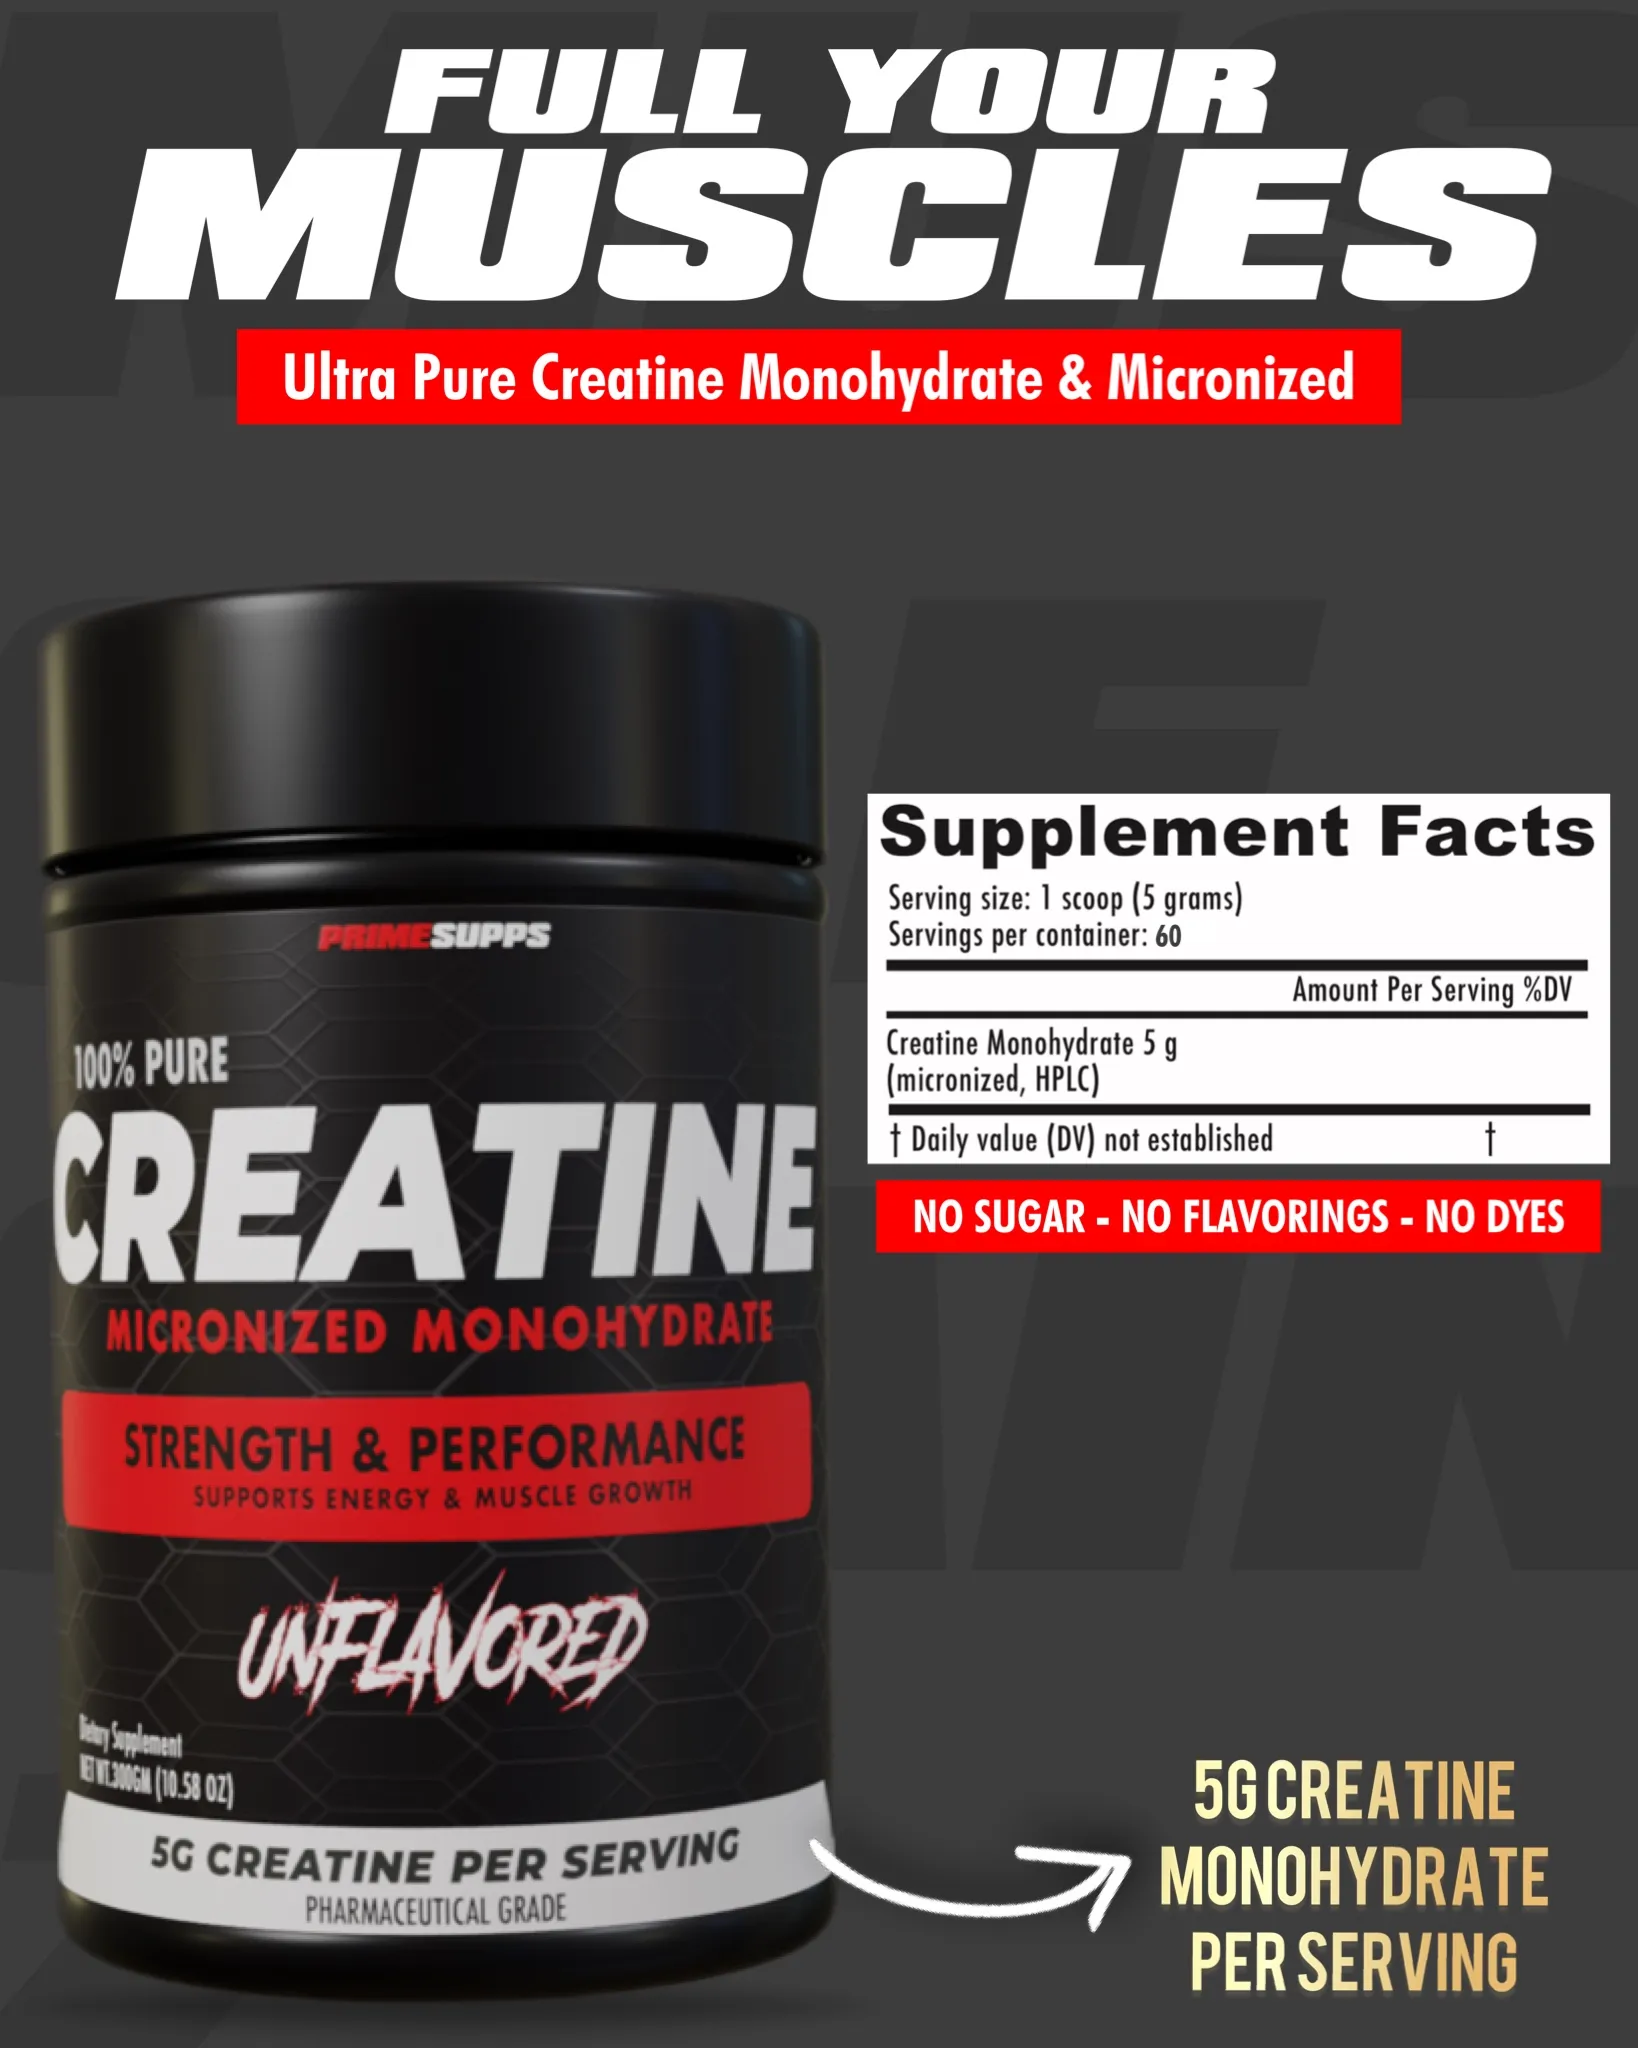 FULL YOUR
MUSCLES
Ultra Pure Creatine Monohydrate & Micronized
PRIMESUPPS
100% PURE
CREATINE
MICRONIZED MONOHYDRATE
STRENGTH & PERFORMANCE
SUPPORTS ENERGY & MUSCLE GROWTH
UNFLAVORED
Dietary Supplement
NET WT.300GM (10.58 OZ)
5G CREATINE PER SERVING
PHARMACEUTICAL GRADE
Supplement Facts
Serving size: 1 scoop (5 grams)
Servings per container: 60
Amount Per Serving %DV
Creatine Monohydrate 5 g
(micronized, HPLC)
† Daily value (DV) not established †
NO SUGAR - NO FLAVORINGS - NO DYES
5G CREATINE
MONOHYDRATE
PER SERVING